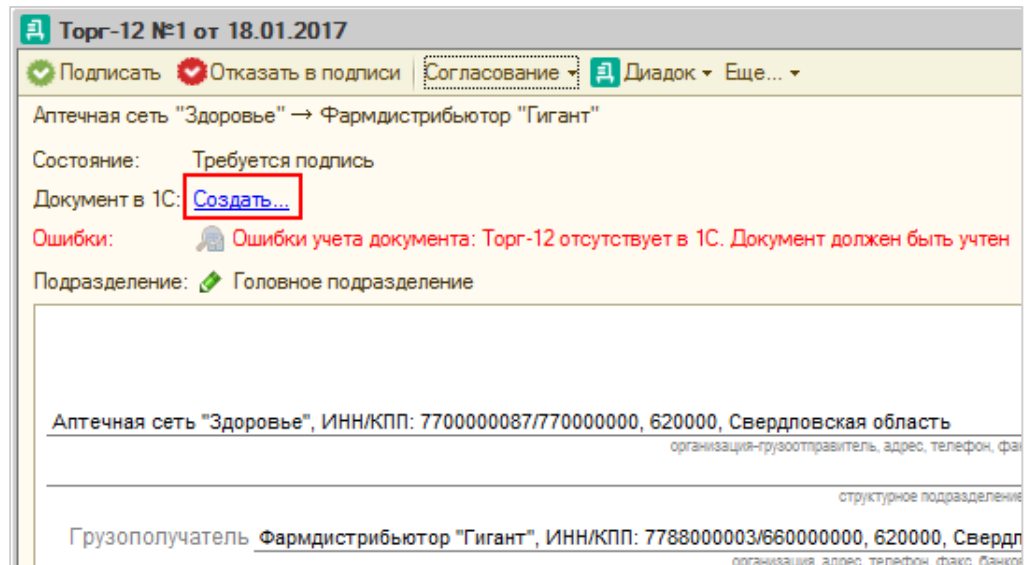 Торг-12 №1 от 18.01.2017
Подписать Отказать в подписи Согласование Диадок Еще...
Аптечная сеть "Здоровье" → Фармдистрибьютор "Гигант"
Состояние: Требуется подпись
Документ в 1С: Создать...
Ошибки: Ошибки учета документа: Торг-12 отсутствует в 1С. Документ должен быть учтен
Подразделение: Головное подразделение
Аптечная сеть "Здоровье", ИНН/КПП: 7700000087/770000000, 620000, Свердловская область
организация-грузоотправитель, адрес, телефон, фак
структурное подразделение
Грузополучатель Фармдистрибьютор "Гигант", ИНН/КПП: 7788000003/660000000, 620000, Свердл
организация, адрес, телефон, факс, банков